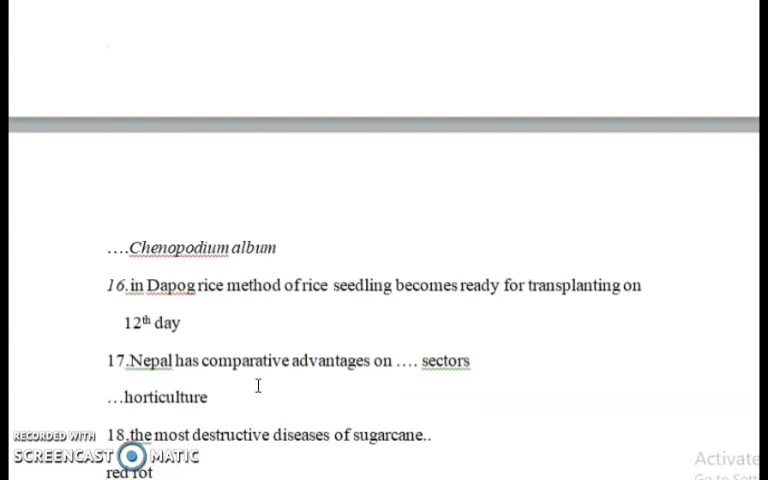 ....Chenopodium album
16.in Dapog rice method of rice seedling becomes ready for transplanting on
12th day
17.Nepal has comparative advantages on .... sectors
...horticulture
18.the most destructive diseases of sugarcane..
red rot
RECORDED WITH
SCREENCAST MATIC
Activate